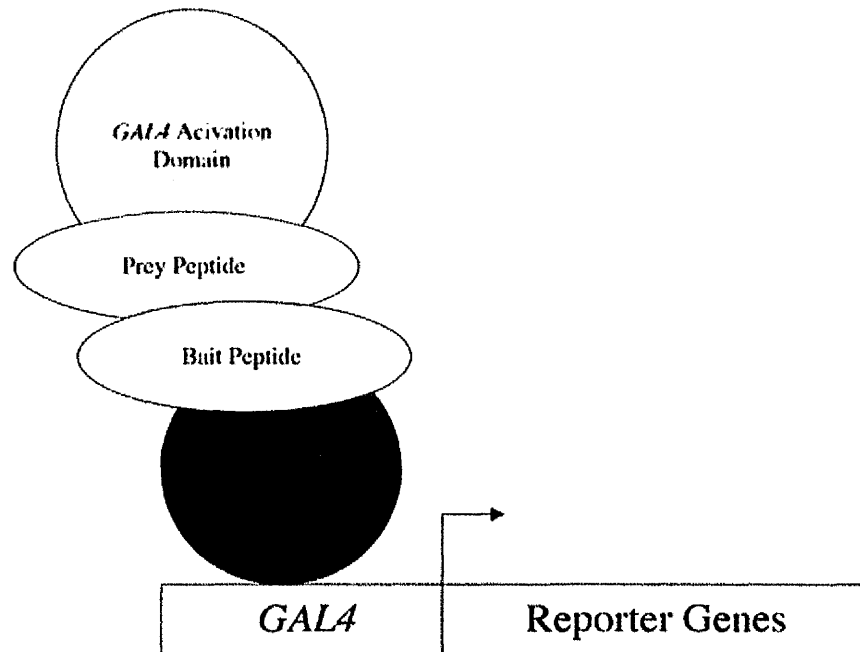 GAL4 Acivation
Domain
Prey Peptide
Bait Peptide
GAL4
Reporter Genes